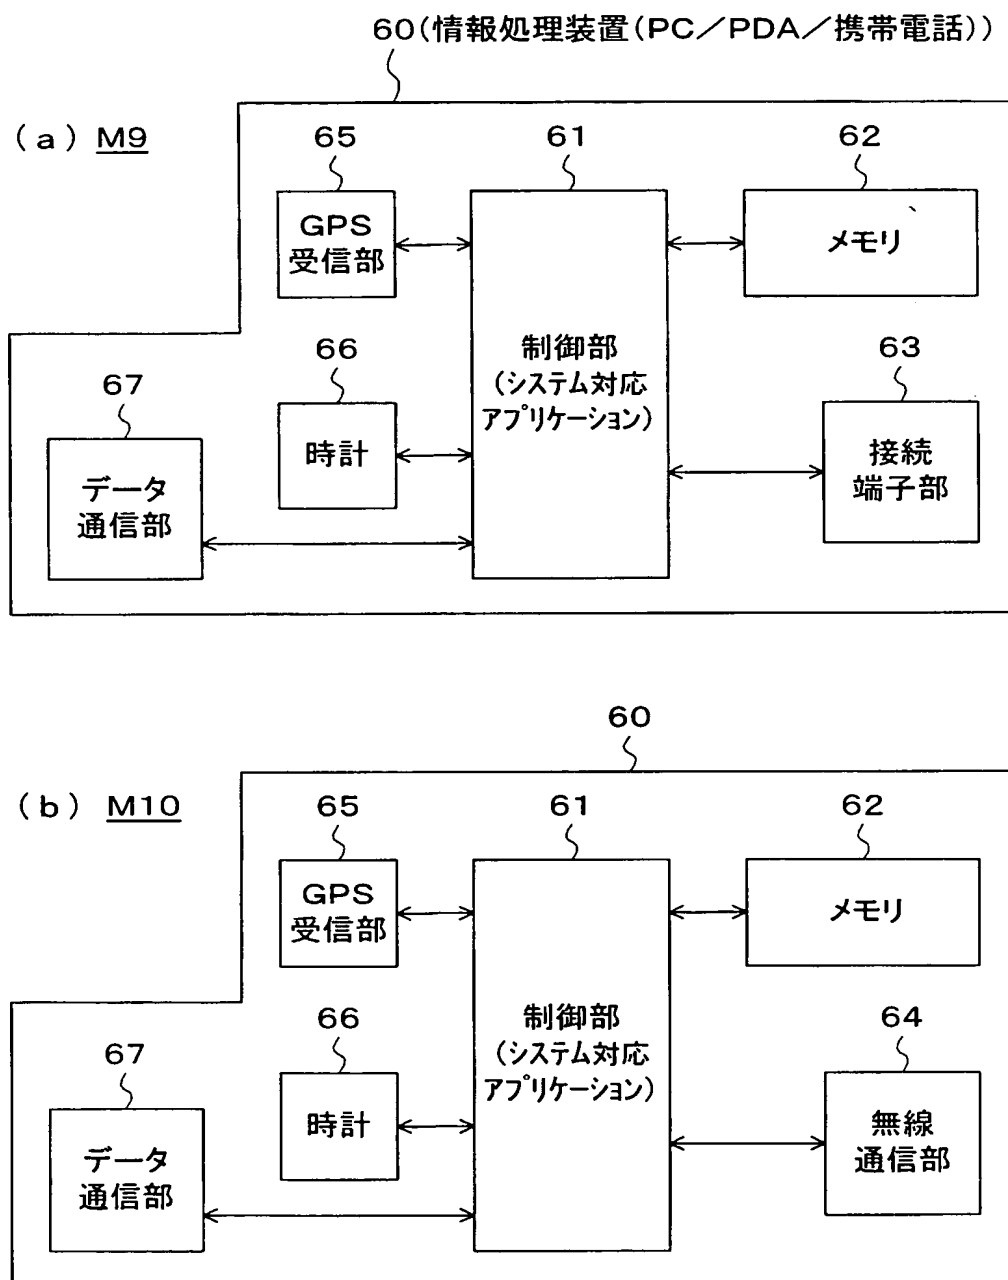 60(情報処理装置(PC/PDA/携帯電話))
(a) M9
65
61
62
GPS
受信部
メモリ
制御部
(システム対応
アプリケーション)
66
時計
63
接続
端子部
67
データ
通信部
60
(b) M10
65
61
62
GPS
受信部
メモリ
制御部
(システム対応
アプリケーション)
66
時計
64
無線
通信部
67
データ
通信部